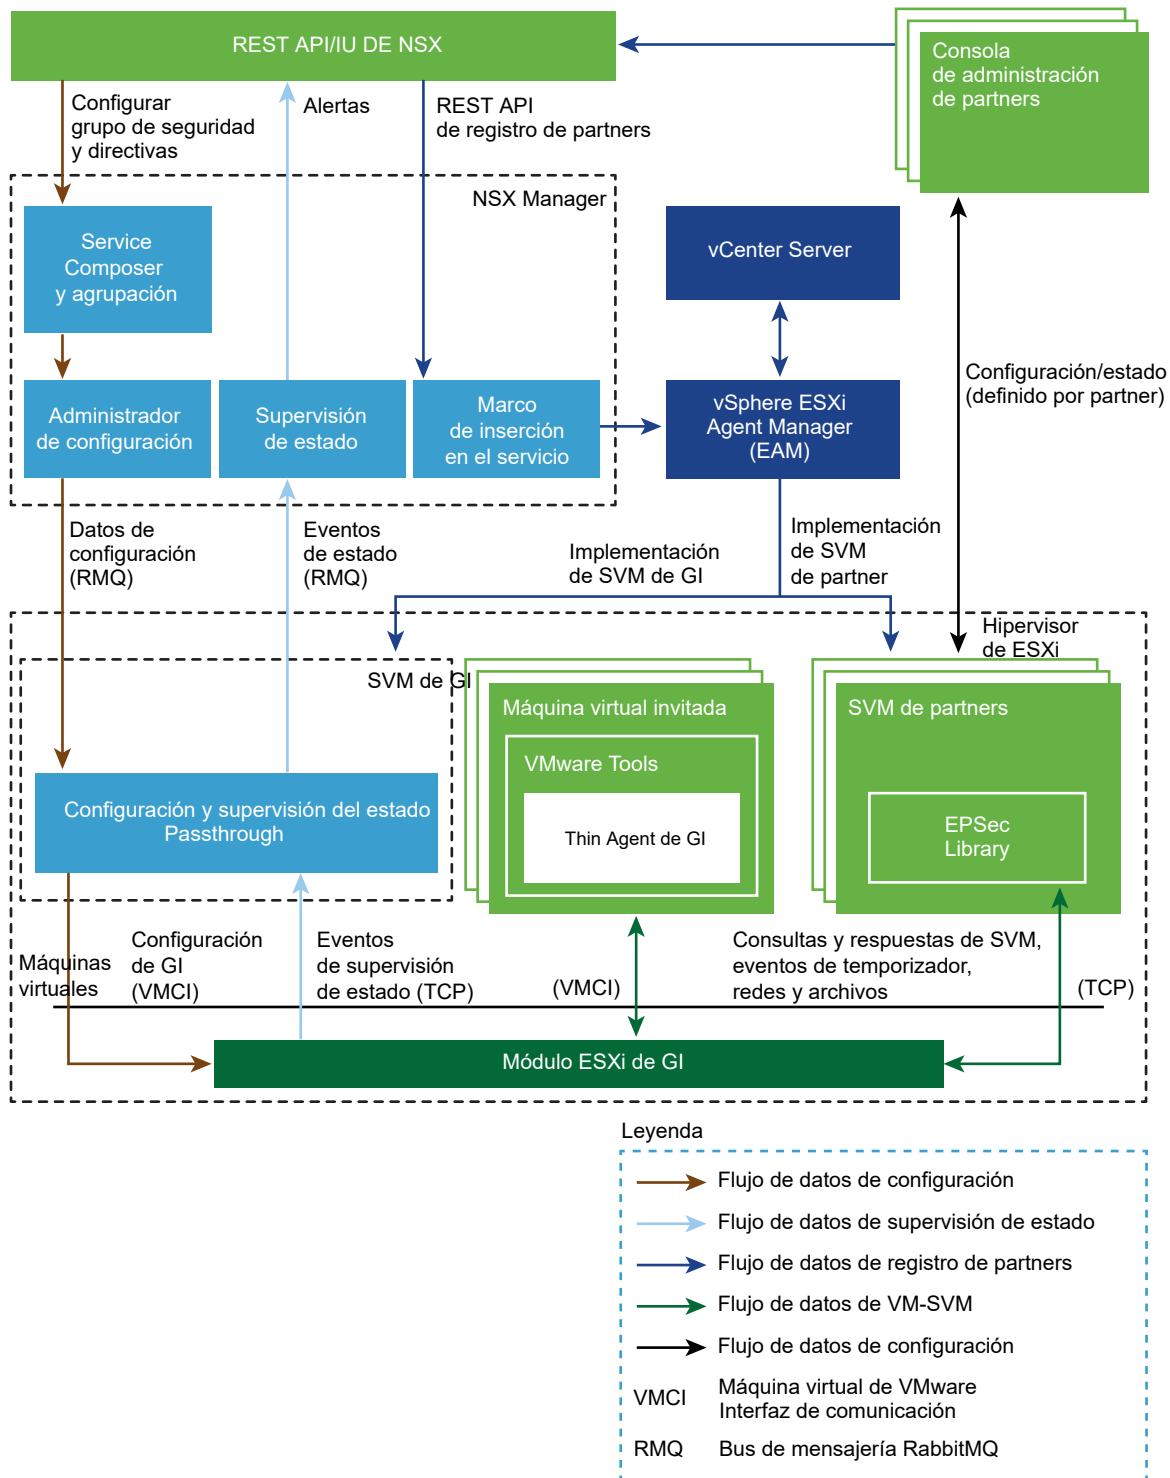 REST API/IU DE NSX
Consola
de administración
de partners
Configurar
grupo de seguridad
y directivas
Alertas
REST API
de registro de partners
NSX Manager
Service
Composer
y agrupación
vCenter Server
Configuración/estado
(definido por partner)
Administrador
de configuración
Supervisión
de estado
Marco
de inserción
en el servicio
vSphere ESXi
Agent Manager
(EAM)
Datos de
configuración
(RMQ)
Eventos
de estado
(RMQ)
Implementación
de SVM de GI
Implementación
de SVM
de partner
Hipervisor
de ESXi
SVM de GI
Máquina virtual invitada
VMware Tools
Thin Agent de GI
SVM de partners
EPSec
Library
Configuración y supervisión del estado
Passthrough
Máquinas
virtuales
Configuración
de GI
(VMCI)
Eventos
de supervisión
de estado (TCP)
(VMCI)
Consultas y respuestas de SVM,
eventos de temporizador,
redes y archivos
(TCP)
Módulo ESXi de GI
Leyenda
Flujo de datos de configuración
Flujo de datos de supervisión de estado
Flujo de datos de registro de partners
Flujo de datos de VM-SVM
Flujo de datos de configuración
VMCI Máquina virtual de VMware
Interfaz de comunicación
RMQ Bus de mensajería RabbitMQ